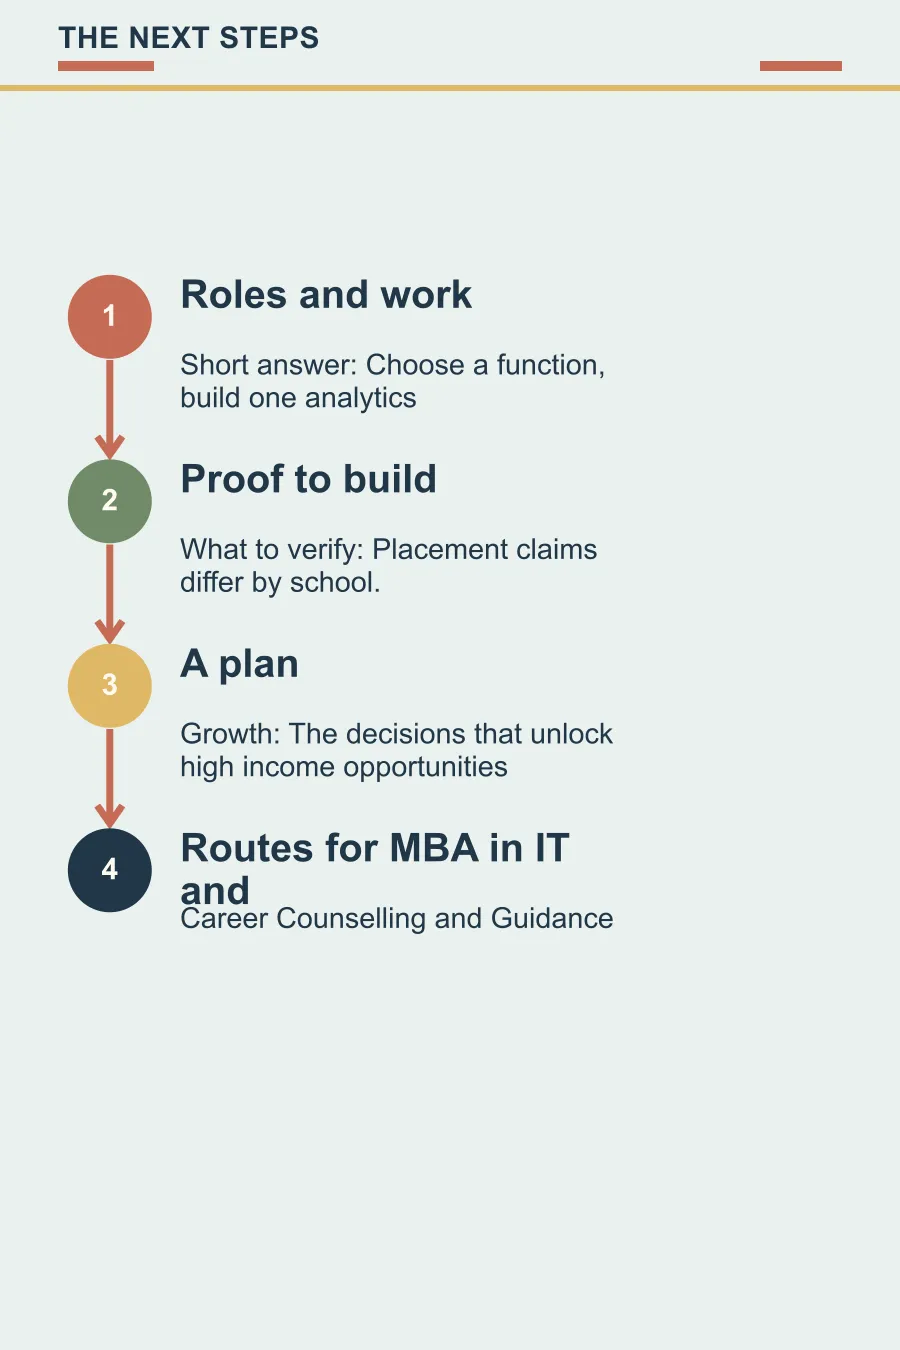 THE NEXT STEPS
1
Roles and work
Short answer: Choose a function,
build one analytics
2
Proof to build
What to verify: Placement claims
differ by school.
3
A plan
Growth: The decisions that unlock
high income opportunities
4
Routes for MBA in IT
and
Career Counselling and Guidance